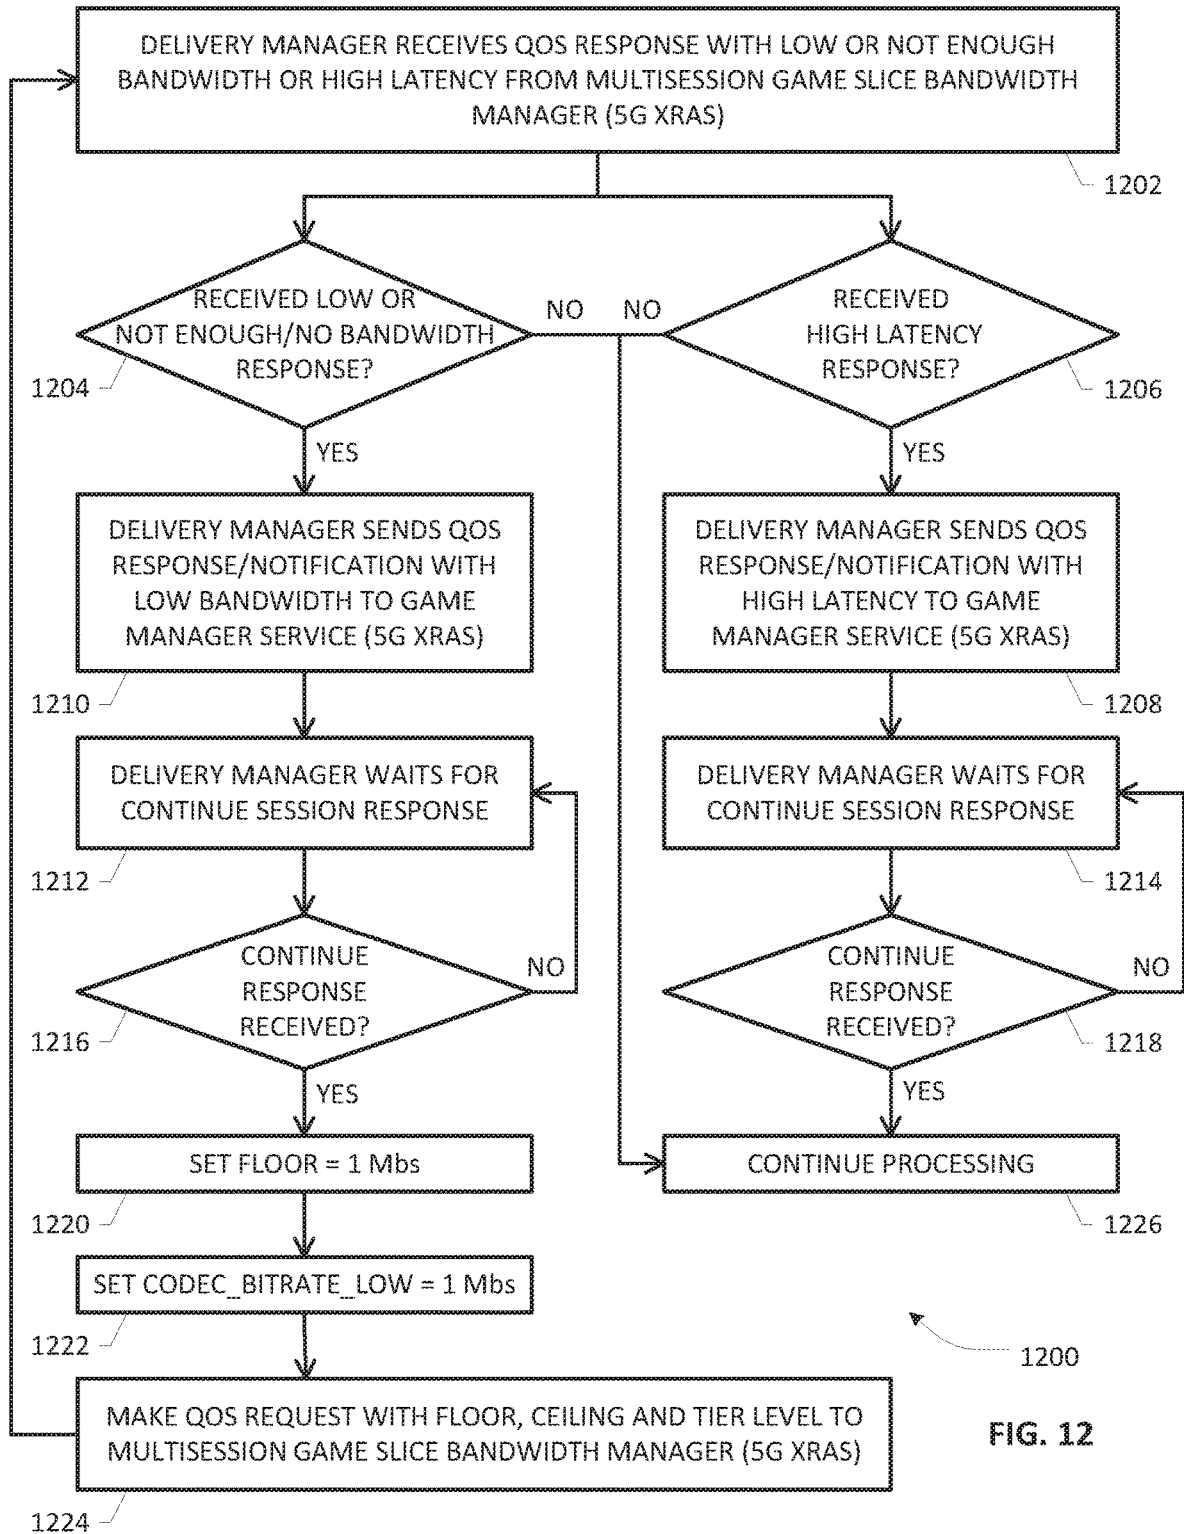 DELIVERY MANAGER RECEIVES QOS RESPONSE WITH LOW OR NOT ENOUGH
BANDWIDTH OR HIGH LATENCY FROM MULTISESSION GAME SLICE BANDWIDTH
MANAGER (5G XRAS)
1202
RECEIVED LOW OR
NOT ENOUGH/NO BANDWIDTH
RESPONSE?
1204
NO
NO
RECEIVED
HIGH LATENCY
RESPONSE?
1206
YES
YES
DELIVERY MANAGER SENDS QOS
RESPONSE/NOTIFICATION WITH
LOW BANDWIDTH TO GAME
MANAGER SERVICE (5G XRAS)
1210
DELIVERY MANAGER SENDS QOS
RESPONSE/NOTIFICATION WITH
HIGH LATENCY TO GAME
MANAGER SERVICE (5G XRAS)
1208
DELIVERY MANAGER WAITS FOR
CONTINUE SESSION RESPONSE
1212
DELIVERY MANAGER WAITS FOR
CONTINUE SESSION RESPONSE
1214
CONTINUE
RESPONSE
RECEIVED?
NO
1216
CONTINUE
RESPONSE
RECEIVED?
NO
1218
YES
YES
SET FLOOR = 1 Mbs
1220
CONTINUE PROCESSING
1226
SET CODEC_BITRATE_LOW = 1 Mbs
1222
1200
MAKE QOS REQUEST WITH FLOOR, CEILING AND TIER LEVEL TO
MULTISESSION GAME SLICE BANDWIDTH MANAGER (5G XRAS)
1224
FIG. 12